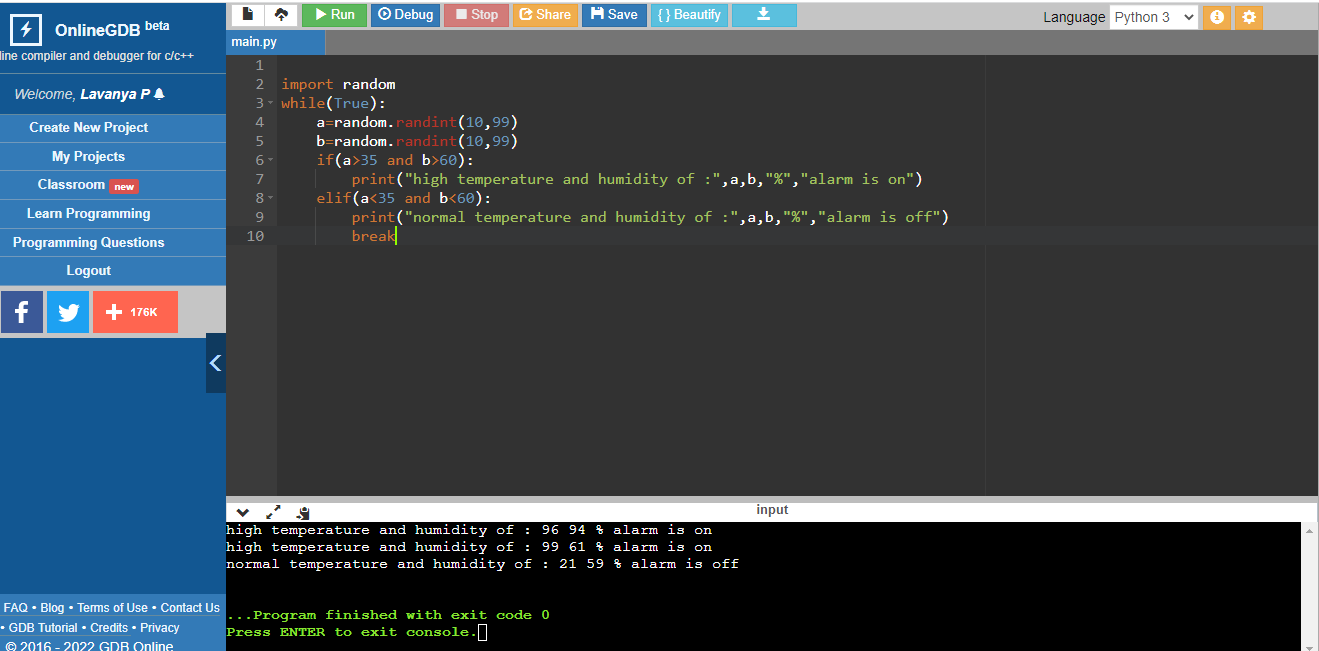 OnlineGDB beta
line compiler and debugger for c/c++
Welcome, Lavanya P
Create New Project
My Projects
Classroom new
Learn Programming
Programming Questions
Logout
f
+ 176K
FAQ • Blog • Terms of Use • Contact Us
• GDB Tutorial • Credits • Privacy
© 2016 - 2022 GDB Online
Run Debug Stop Share Save { } Beautify
Language Python 3
main.py
1
2 import random
3 while(True):
4     a=random.randint(10,99)
5     b=random.randint(10,99)
6     if(a>35 and b>60):
7         print("high temperature and humidity of :",a,b,"%","alarm is on")
8     elif(a<35 and b<60):
9         print("normal temperature and humidity of :",a,b,"%","alarm is off")
10         break
input
high temperature and humidity of : 96 94 % alarm is on
high temperature and humidity of : 99 61 % alarm is on
normal temperature and humidity of : 21 59 % alarm is off
...Program finished with exit code 0
Press ENTER to exit console.